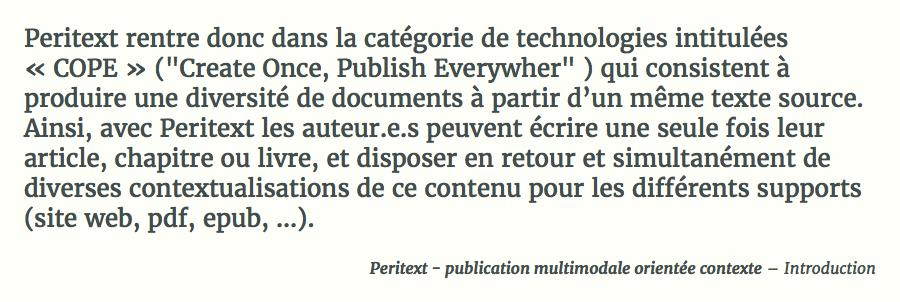 Peritext rentre donc dans la catégorie de technologies intitulées
« COPE » ("Create Once, Publish Everywher" ) qui consistent à
produire une diversité de documents à partir d’un même texte source.
Ainsi, avec Peritext les auteur.e.s peuvent écrire une seule fois leur
article, chapitre ou livre, et disposer en retour et simultanément de
diverses contextualisations de ce contenu pour les différents supports
(site web, pdf, epub, ...).
Peritext - publication multimodale orientée contexte – Introduction